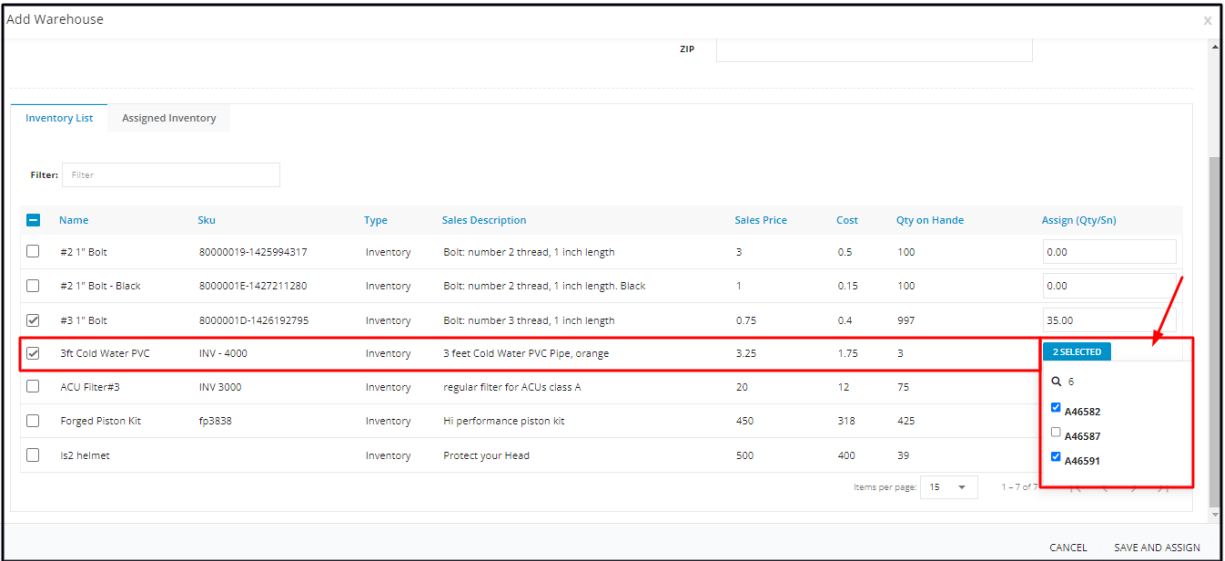 Add Warehouse X
ZIP
Inventory List Assigned Inventory
Filter: Filter
Name Sku Type Sales Description Sales Price Cost Qty on Hande Assign (Qty/Sn)
#2 1" Bolt 80000019-1425994317 Inventory Bolt: number 2 thread, 1 inch length 3 0.5 100 0.00
#2 1" Bolt - Black 8000001E-1427211280 Inventory Bolt: number 2 thread, 1 inch length. Black 1 0.15 100 0.00
#3 1" Bolt 8000001D-1426192795 Inventory Bolt: number 3 thread, 1 inch length 0.75 0.4 997 35.00
3ft Cold Water PVC INV - 4000 Inventory 3 feet Cold Water PVC Pipe, orange 3.25 1.75 3 2 SELECTED
ACU Filter#3 INV 3000 Inventory regular filter for ACUs class A 20 12 75
6
A46582
Forged Piston Kit fp3838 Inventory Hi performance piston kit 450 318 425
A46587
ls2 helmet Inventory Protect your Head 500 400 39
A46591
Items per page: 15 1 – 7 of 7
CANCEL SAVE AND ASSIGN